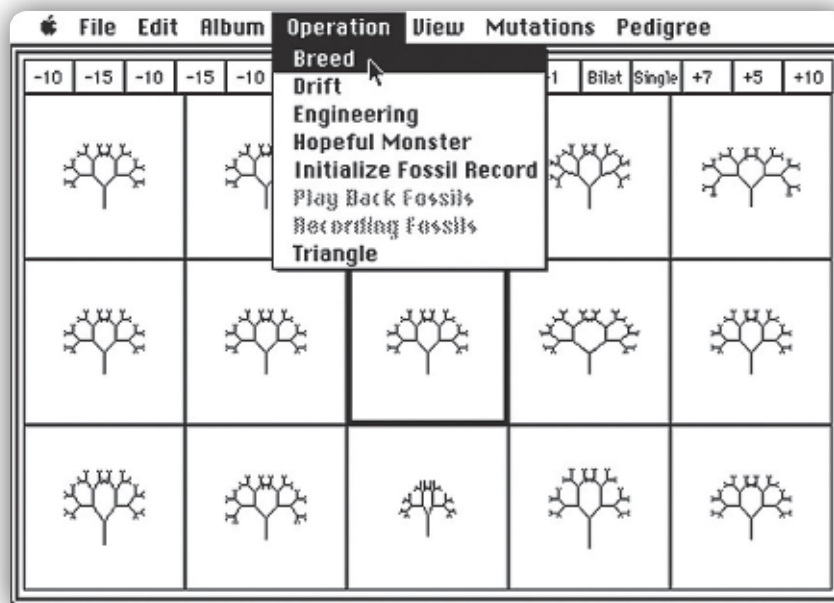 File Edit Album Operation View Mutations Pedigree
-10 -15 -10 -15 -10 -1 Bilat Single +7 +5 +10
Breed
Drift
Engineering
Hopeful Monster
Initialize Fossil Record
Play Back Fossils
Recording Fossils
Triangle